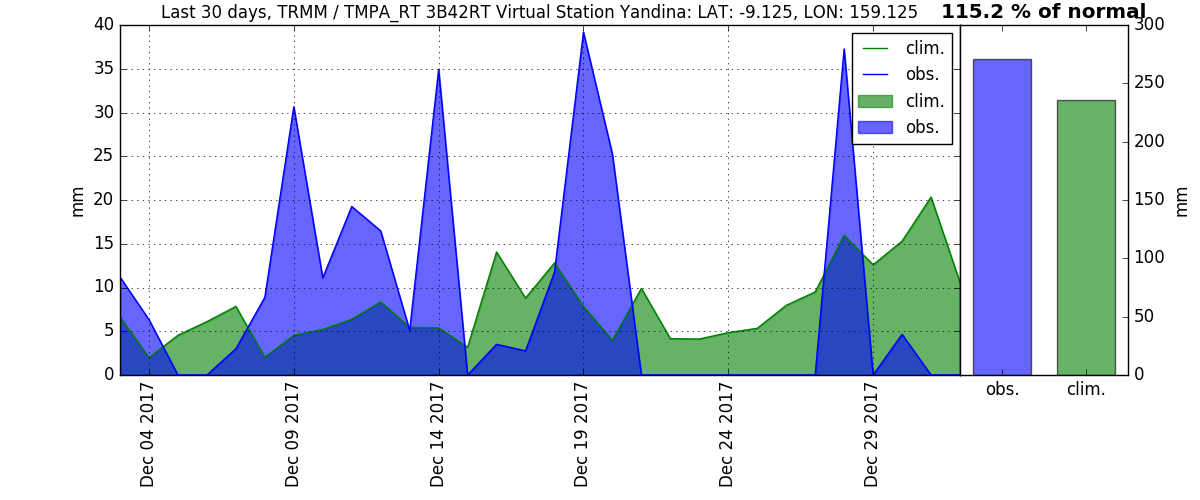 Last 30 days, TRMM / TMPA_RT 3B42RT Virtual Station Yandina: LAT: -9.125, LON: 159.125
115.2 % of normal
40
35
30
25
20
15
10
5
0
mm
clim.
obs.
clim.
obs.
Dec 04 2017
Dec 09 2017
Dec 14 2017
Dec 19 2017
Dec 24 2017
Dec 29 2017
300
250
200
150
100
50
0
mm
obs.
clim.